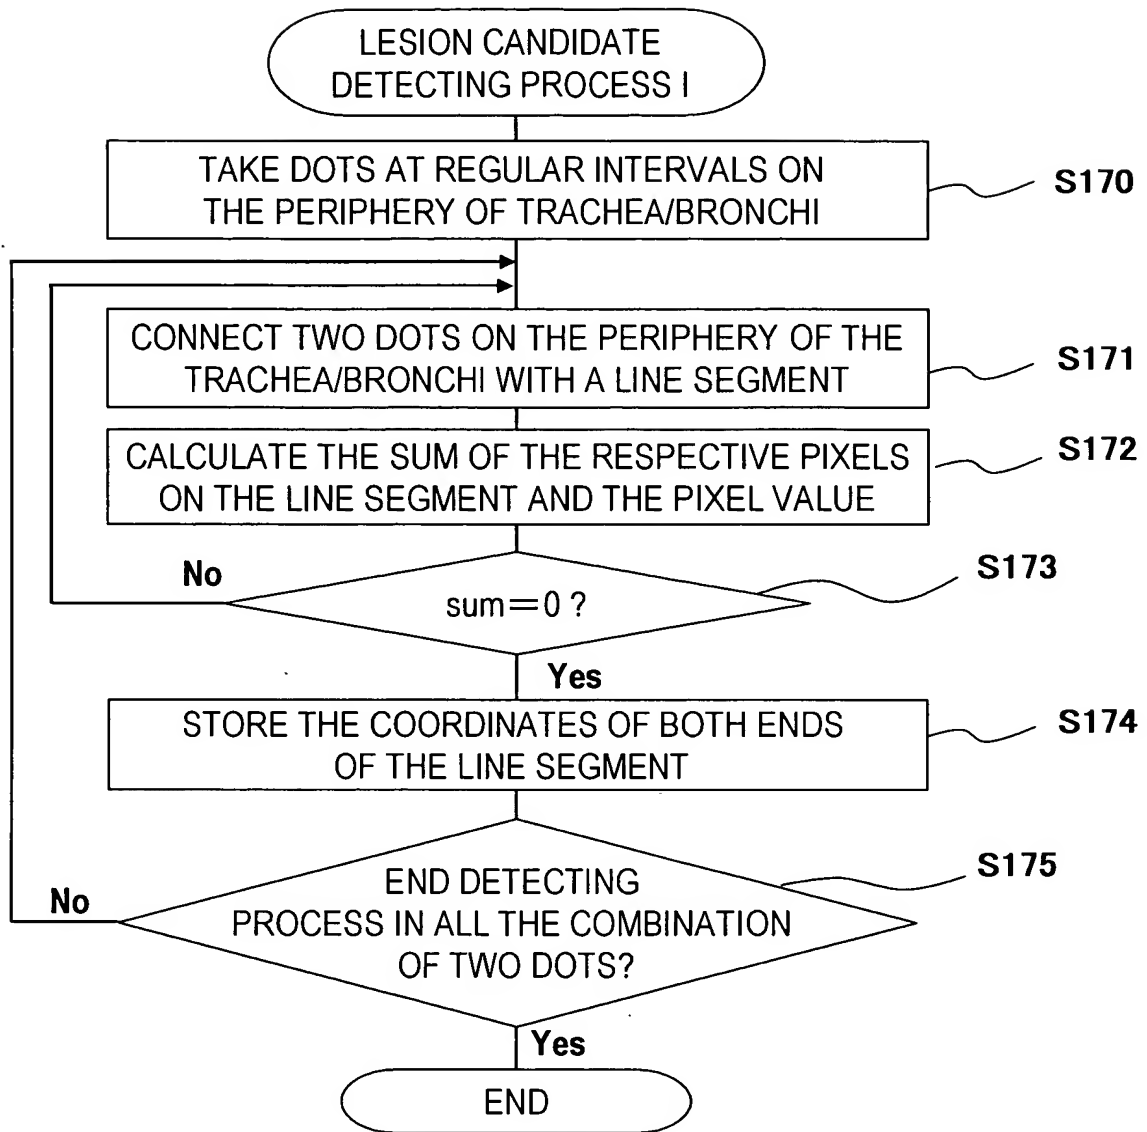 LESION CANDIDATE
DETECTING PROCESS I
TAKE DOTS AT REGULAR INTERVALS ON
THE PERIPHERY OF TRACHEA/BRONCHI
S170
CONNECT TWO DOTS ON THE PERIPHERY OF THE
TRACHEA/BRONCHI WITH A LINE SEGMENT
S171
CALCULATE THE SUM OF THE RESPECTIVE PIXELS
ON THE LINE SEGMENT AND THE PIXEL VALUE
S172
No
sum=0 ?
S173
Yes
STORE THE COORDINATES OF BOTH ENDS
OF THE LINE SEGMENT
S174
No
END DETECTING
PROCESS IN ALL THE COMBINATION
OF TWO DOTS?
S175
Yes
END